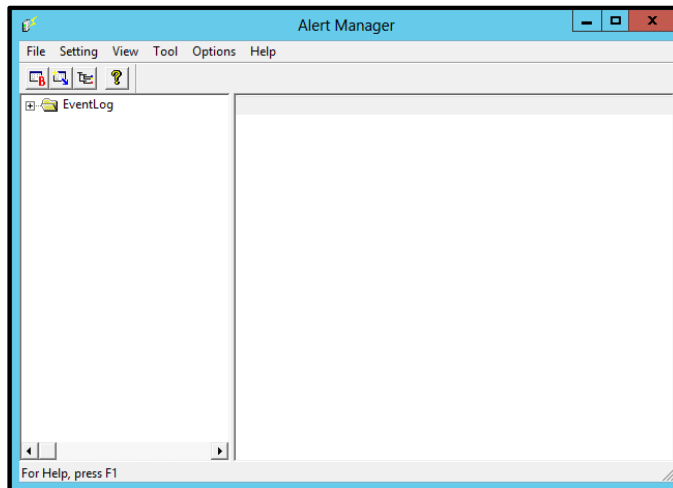 Alert Manager
File Setting View Tool Options Help
EventLog
For Help, press F1